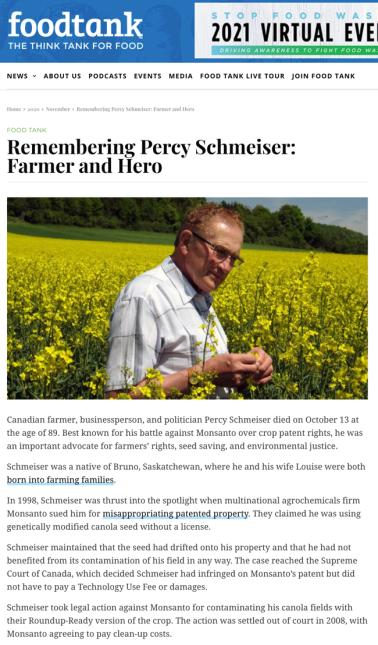 foodtank
THE THINK TANK FOR FOOD
STOP FOOD WAS
2021 VIRTUAL EVE
DRIVING AWARENESS TO FIGHT FOOD WA
NEWS ABOUT US PODCASTS EVENTS MEDIA FOOD TANK LIVE TOUR JOIN FOOD TANK
Home > 2020 > November > Remembering Percy Schmeiser: Farmer and Hero
FOOD TANK
Remembering Percy Schmeiser:
Farmer and Hero
Canadian farmer, businessperson, and politician Percy Schmeiser died on October 13 at
the age of 89. Best known for his battle against Monsanto over crop patent rights, he was
an important advocate for farmers' rights, seed saving, and environmental justice.
Schmeiser was a native of Bruno, Saskatchewan, where he and his wife Louise were both
born into farming families.
In 1998, Schmeiser was thrust into the spotlight when multinational agrochemicals firm
Monsanto sued him for misappropriating patented property. They claimed he was using
genetically modified canola seed without a license.
Schmeiser maintained that the seed had drifted onto his property and that he had not
benefited from its contamination of his field in any way. The case reached the Supreme
Court of Canada, which decided Schmeiser had infringed on Monsanto's patent but did
not have to pay a Technology Use Fee or damages.
Schmeiser took legal action against Monsanto for contaminating his canola fields with
their Roundup-Ready version of the crop. The action was settled out of court in 2008, with
Monsanto agreeing to pay clean-up costs.